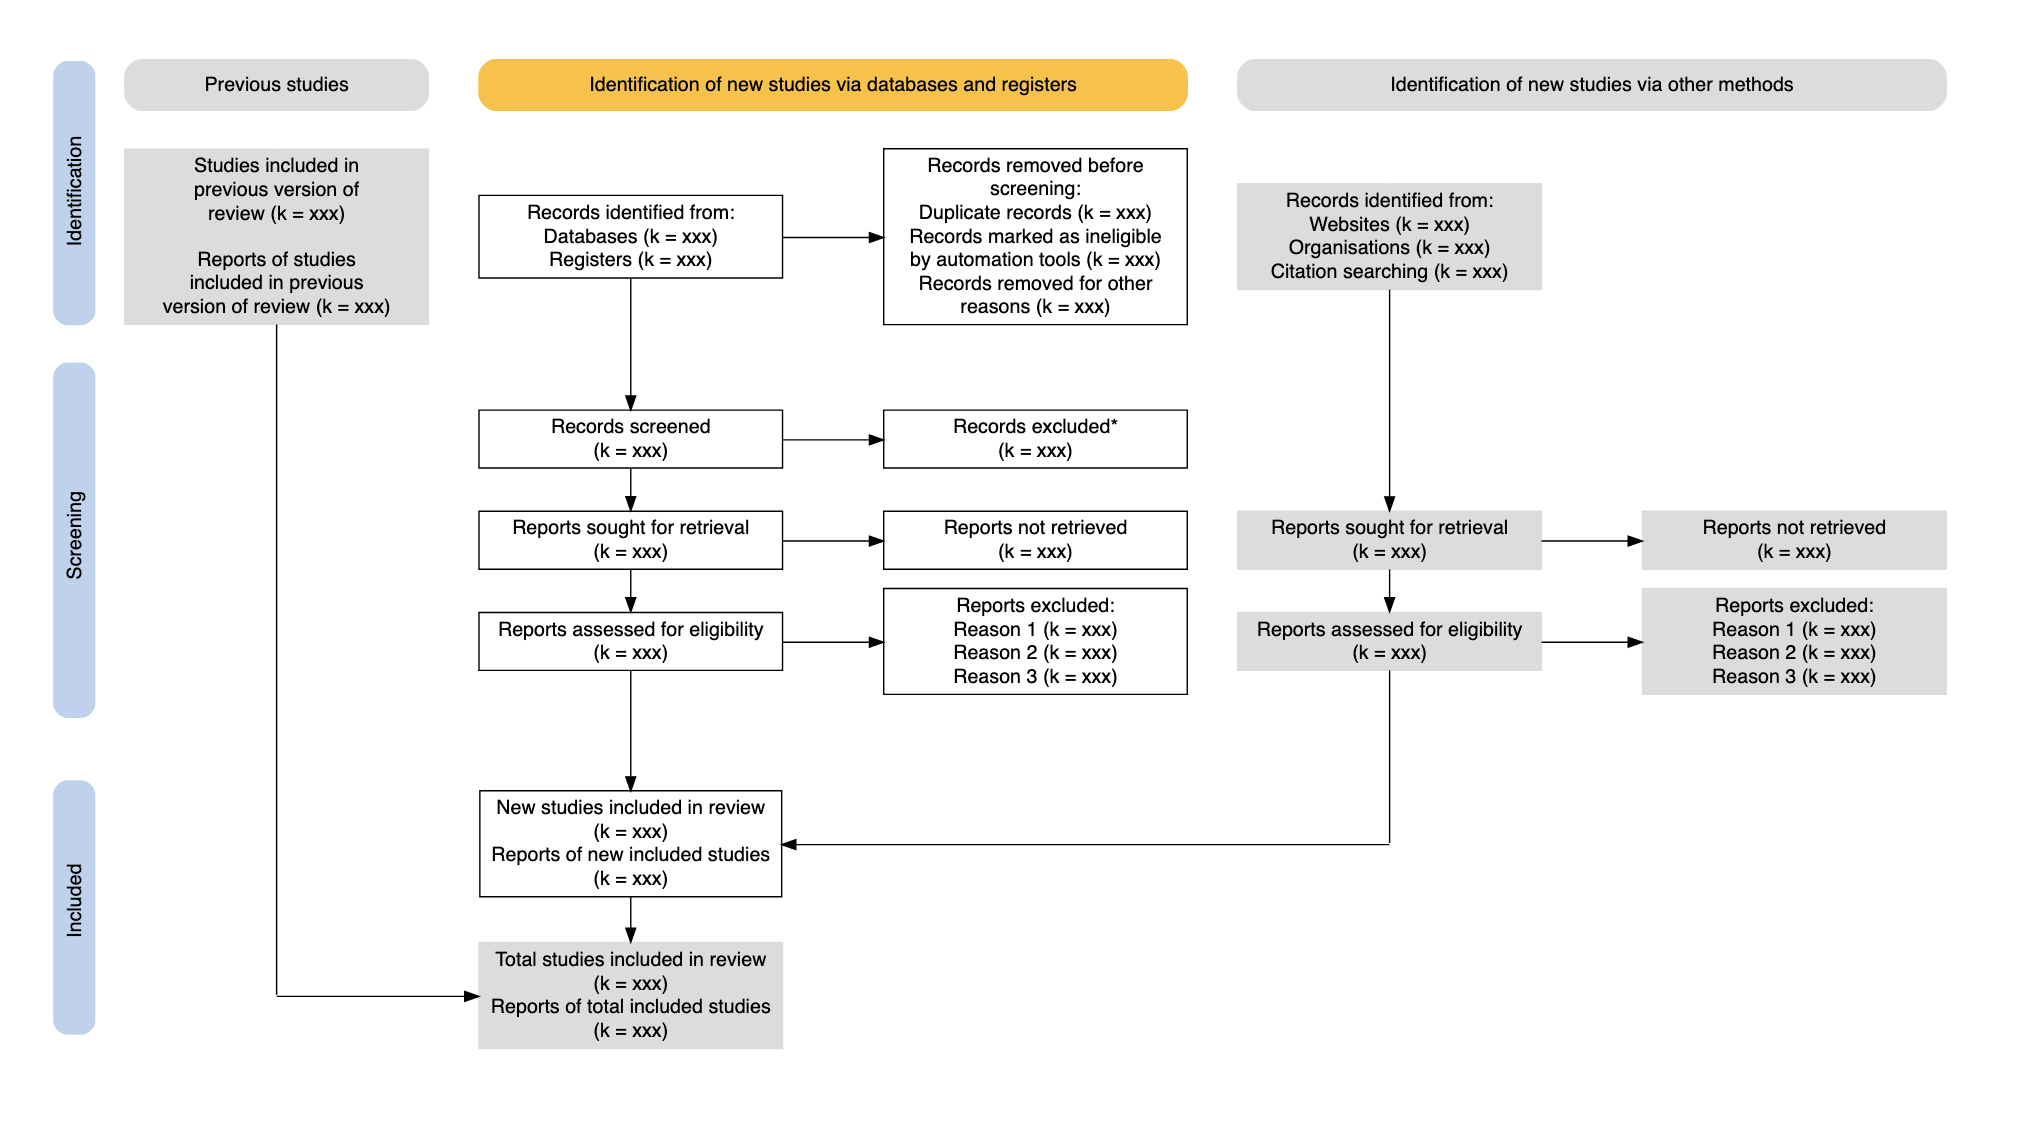 Previous studies
Identification of new studies via databases and registers
Identification of new studies via other methods
Identification
Studies included in
previous version of
review (k = xxx)
Reports of studies
included in previous
version of review (k = xxx)
Records identified from:
Databases (k = xxx)
Registers (k = xxx)
Records removed before
screening:
Duplicate records (k = xxx)
Records marked as ineligible
by automation tools (k = xxx)
Records removed for other
reasons (k = xxx)
Records identified from:
Websites (k = xxx)
Organisations (k = xxx)
Citation searching (k = xxx)
Screening
Records screened
(k = xxx)
Records excluded*
(k = xxx)
Reports sought for retrieval
(k = xxx)
Reports not retrieved
(k = xxx)
Reports sought for retrieval
(k = xxx)
Reports not retrieved
(k = xxx)
Reports assessed for eligibility
(k = xxx)
Reports excluded:
Reason 1 (k = xxx)
Reason 2 (k = xxx)
Reason 3 (k = xxx)
Reports assessed for eligibility
(k = xxx)
Reports excluded:
Reason 1 (k = xxx)
Reason 2 (k = xxx)
Reason 3 (k = xxx)
Included
New studies included in review
(k = xxx)
Reports of new included studies
(k = xxx)
Total studies included in review
(k = xxx)
Reports of total included studies
(k = xxx)